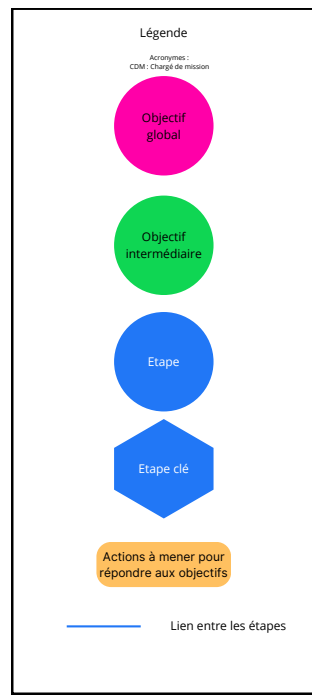 Légende
Acronymes :
CDM : Chargé de mission
Objectif
global
Objectif
intermédiaire
Etape
Etape clé
Actions à mener pour
répondre aux objectifs
Lien entre les étapes